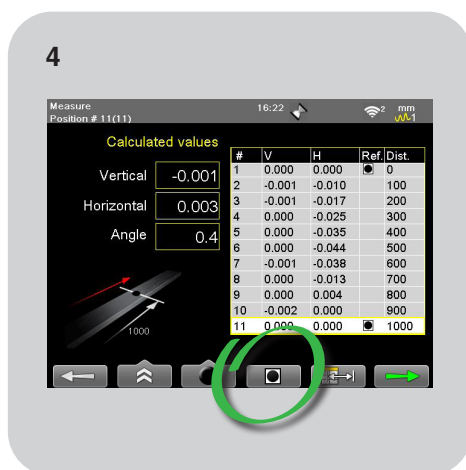 4
Measure 16:22 2 mm
Position # 11(11) 1
Calculated values
Vertical -0.001
Horizontal 0.003
Angle 0.4
1000
# V H Ref. Dist.
1 0.000 0.000 0
2 -0.001 -0.010 100
3 -0.001 -0.017 200
4 0.000 -0.025 300
5 0.000 -0.035 400
6 0.000 -0.044 500
7 -0.001 -0.038 600
8 0.000 -0.013 700
9 0.000 0.004 800
10 -0.002 0.000 900
11 0.000 0.000 1000